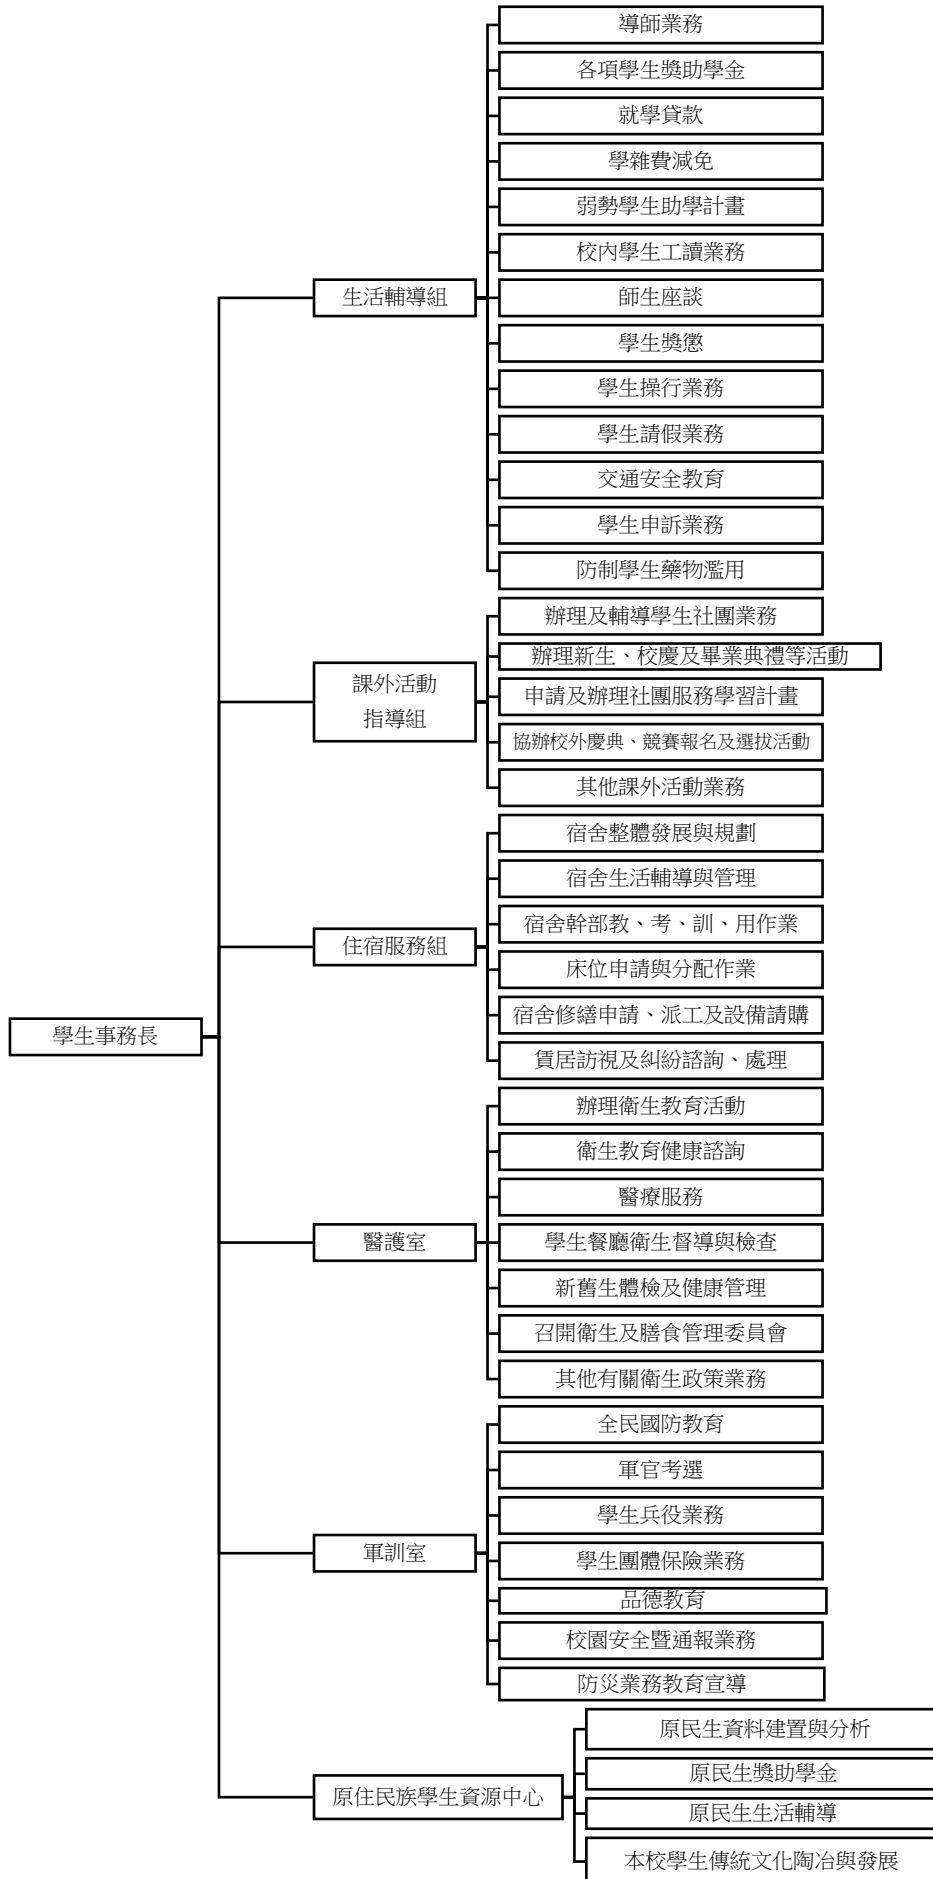 學生事務長
生活輔導組
導師業務
各項學生獎助學金
就學貸款
學雜費減免
弱勢學生助學計畫
校內學生工讀業務
師生座談
學生獎懲
學生操行業務
學生請假業務
交通安全教育
學生申訴業務
防制學生藥物濫用
課外活動
指導組
辦理及輔導學生社團業務
辦理新生、校慶及畢業典禮等活動
申請及辦理社團服務學習計畫
協辦校外慶典、競賽報名及選拔活動
其他課外活動業務
住宿服務組
宿舍整體發展與規劃
宿舍生活輔導與管理
宿舍幹部教、考、訓、用作業
床位申請與分配作業
宿舍修繕申請、派工及設備請購
賃居訪視及糾紛諮詢、處理
醫護室
辦理衛生教育活動
衛生教育健康諮詢
醫療服務
學生餐廳衛生督導與檢查
新舊生體檢及健康管理
召開衛生及膳食管理委員會
其他有關衛生政策業務
軍訓室
全民國防教育
軍官考選
學生兵役業務
學生團體保險業務
品德教育
校園安全暨通報業務
防災業務教育宣導
原住民族學生資源中心
原民生資料建置與分析
原民生獎助學金
原民生生活輔導
本校學生傳統文化陶冶與發展